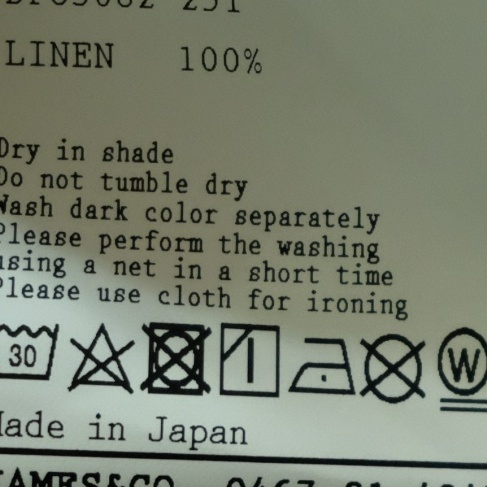 LINEN 100%
Dry in shade
Do not tumble dry
Wash dark color separately
Please perform the washing
using a net in a short time
Please use cloth for ironing
30 W
Made in Japan